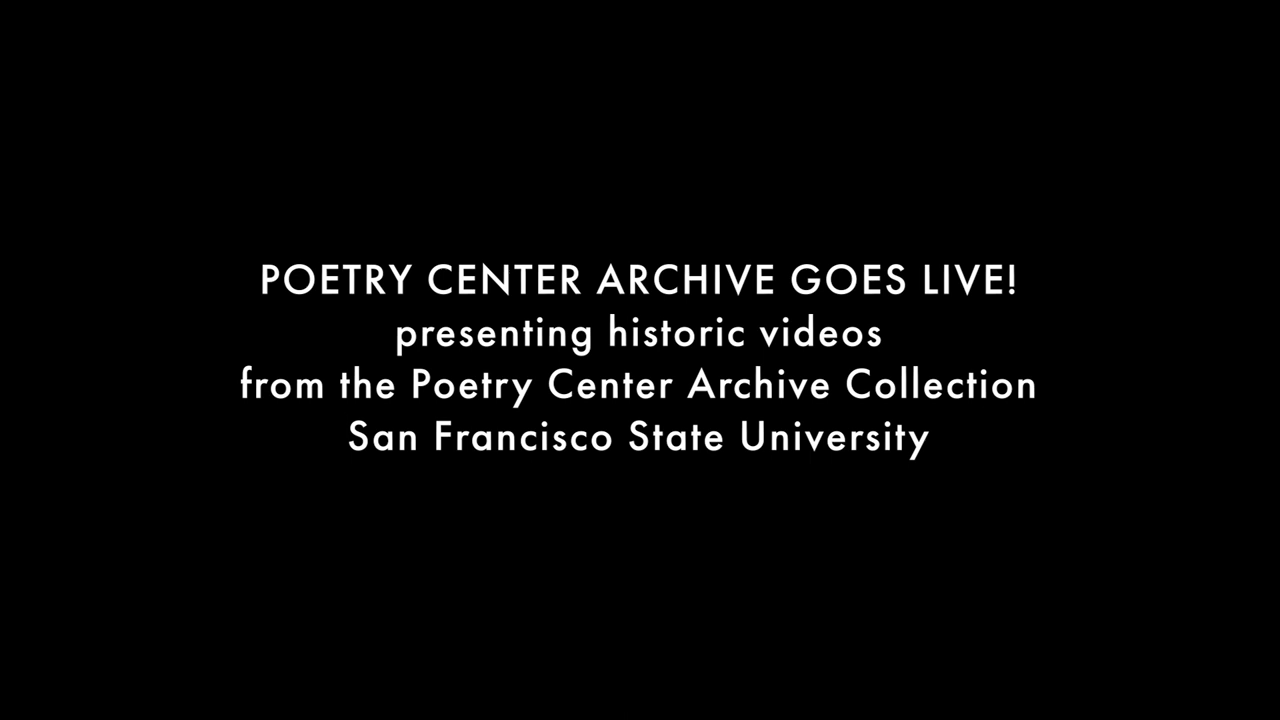 POETRY CENTER ARCHIVE GOES LIVE!
presenting historic videos
from the Poetry Center Archive Collection
San Francisco State University